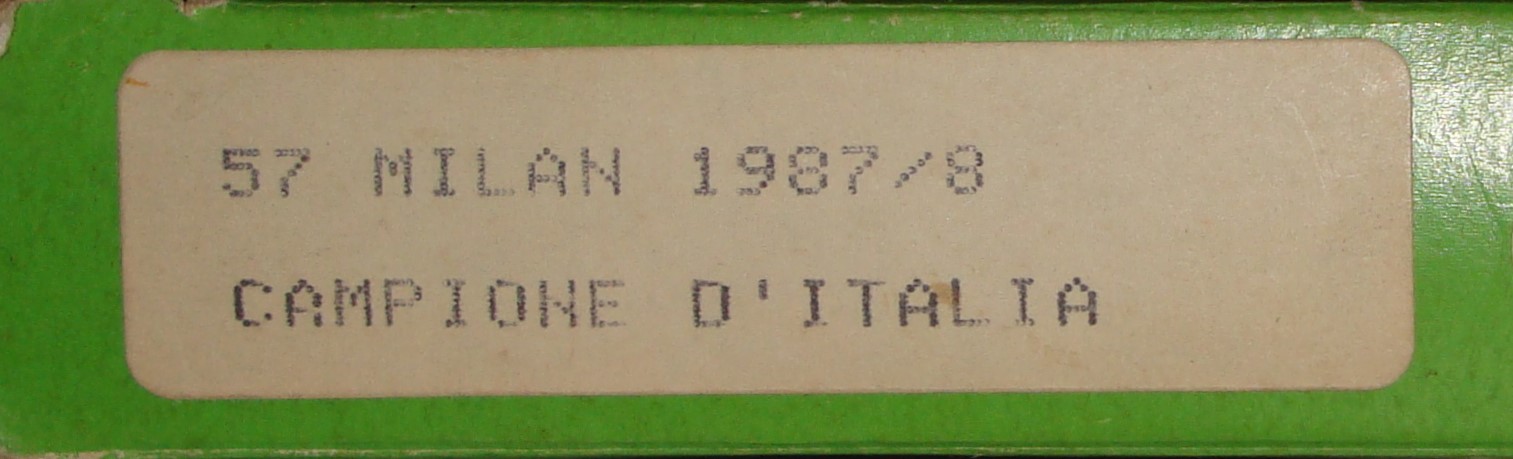 57 MILAN 1987/8
CAMPIONE D'ITALIA